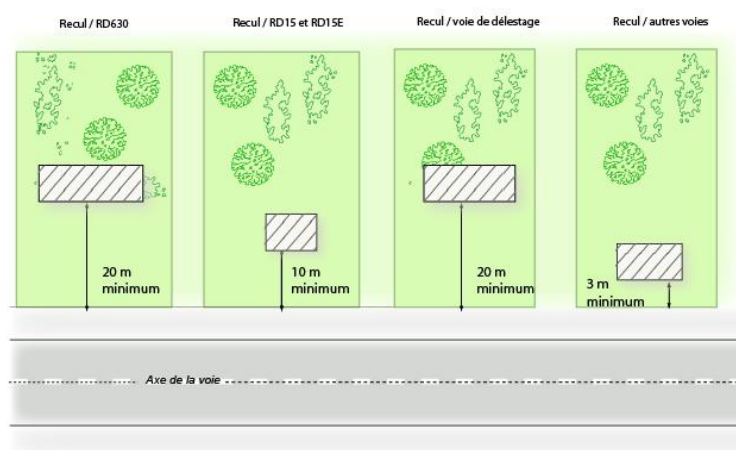 Recul / RD630
Recul / RD15 et RD15E
Recul / voie de délestage
Recul / autres voies
20 m
minimum
10 m
minimum
20 m
minimum
3 m
minimum
Axe de la voie